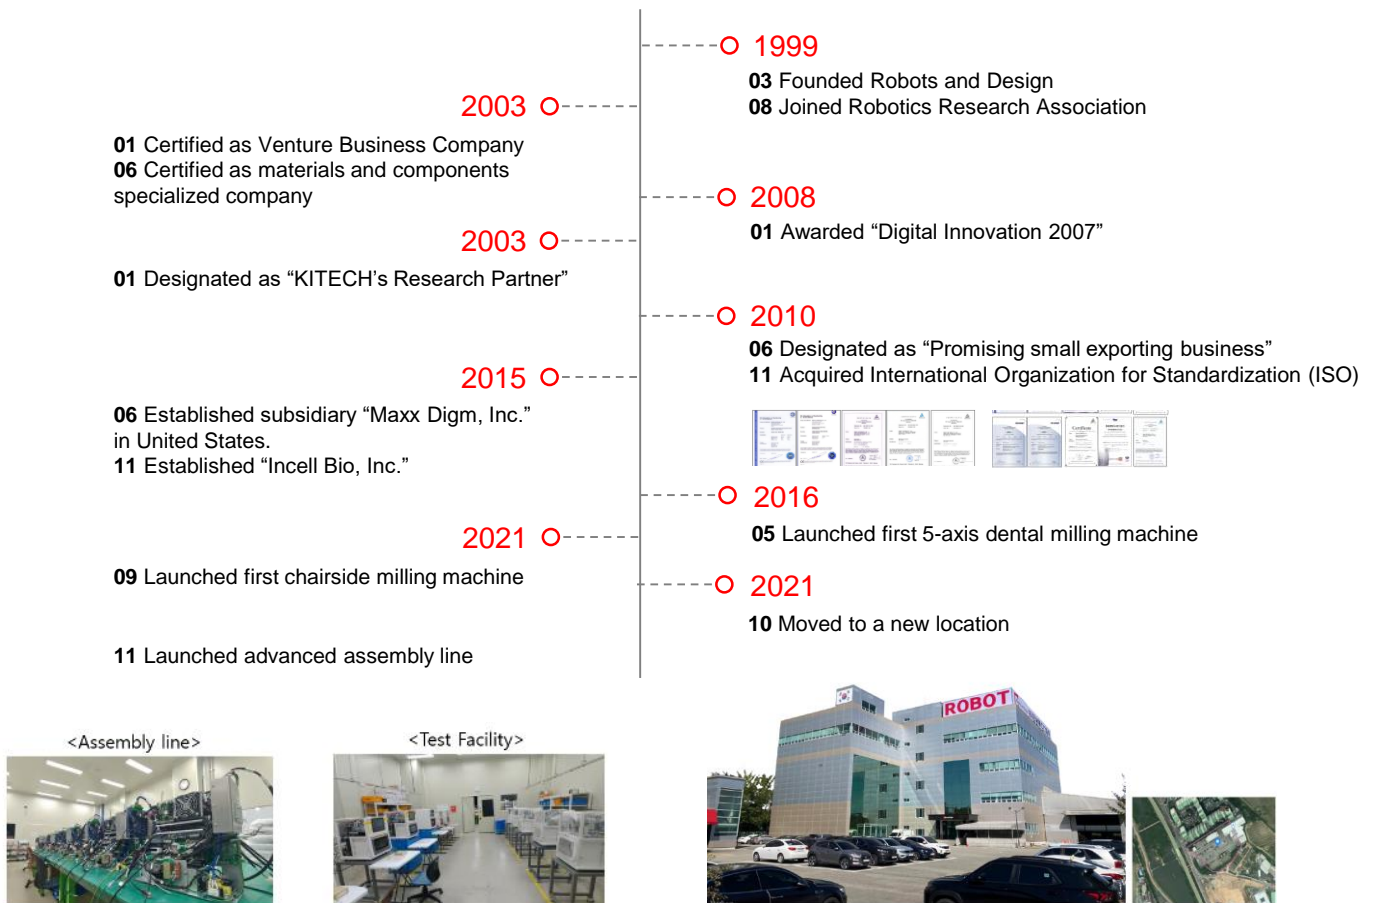 1999
03 Founded Robots and Design
08 Joined Robotics Research Association
2003
01 Certified as Venture Business Company
06 Certified as materials and components
specialized company
2008
01 Awarded “Digital Innovation 2007”
2003
01 Designated as “KITECH’s Research Partner”
2010
06 Designated as “Promising small exporting business”
11 Acquired International Organization for Standardization (ISO)
2015
06 Established subsidiary “Maxx Digm, Inc.”
in United States.
11 Established “Incell Bio, Inc.”
2016
05 Launched first 5-axis dental milling machine
2021
09 Launched first chairside milling machine
11 Launched advanced assembly line
2021
10 Moved to a new location
<Assembly line>
<Test Facility>
ROBOT